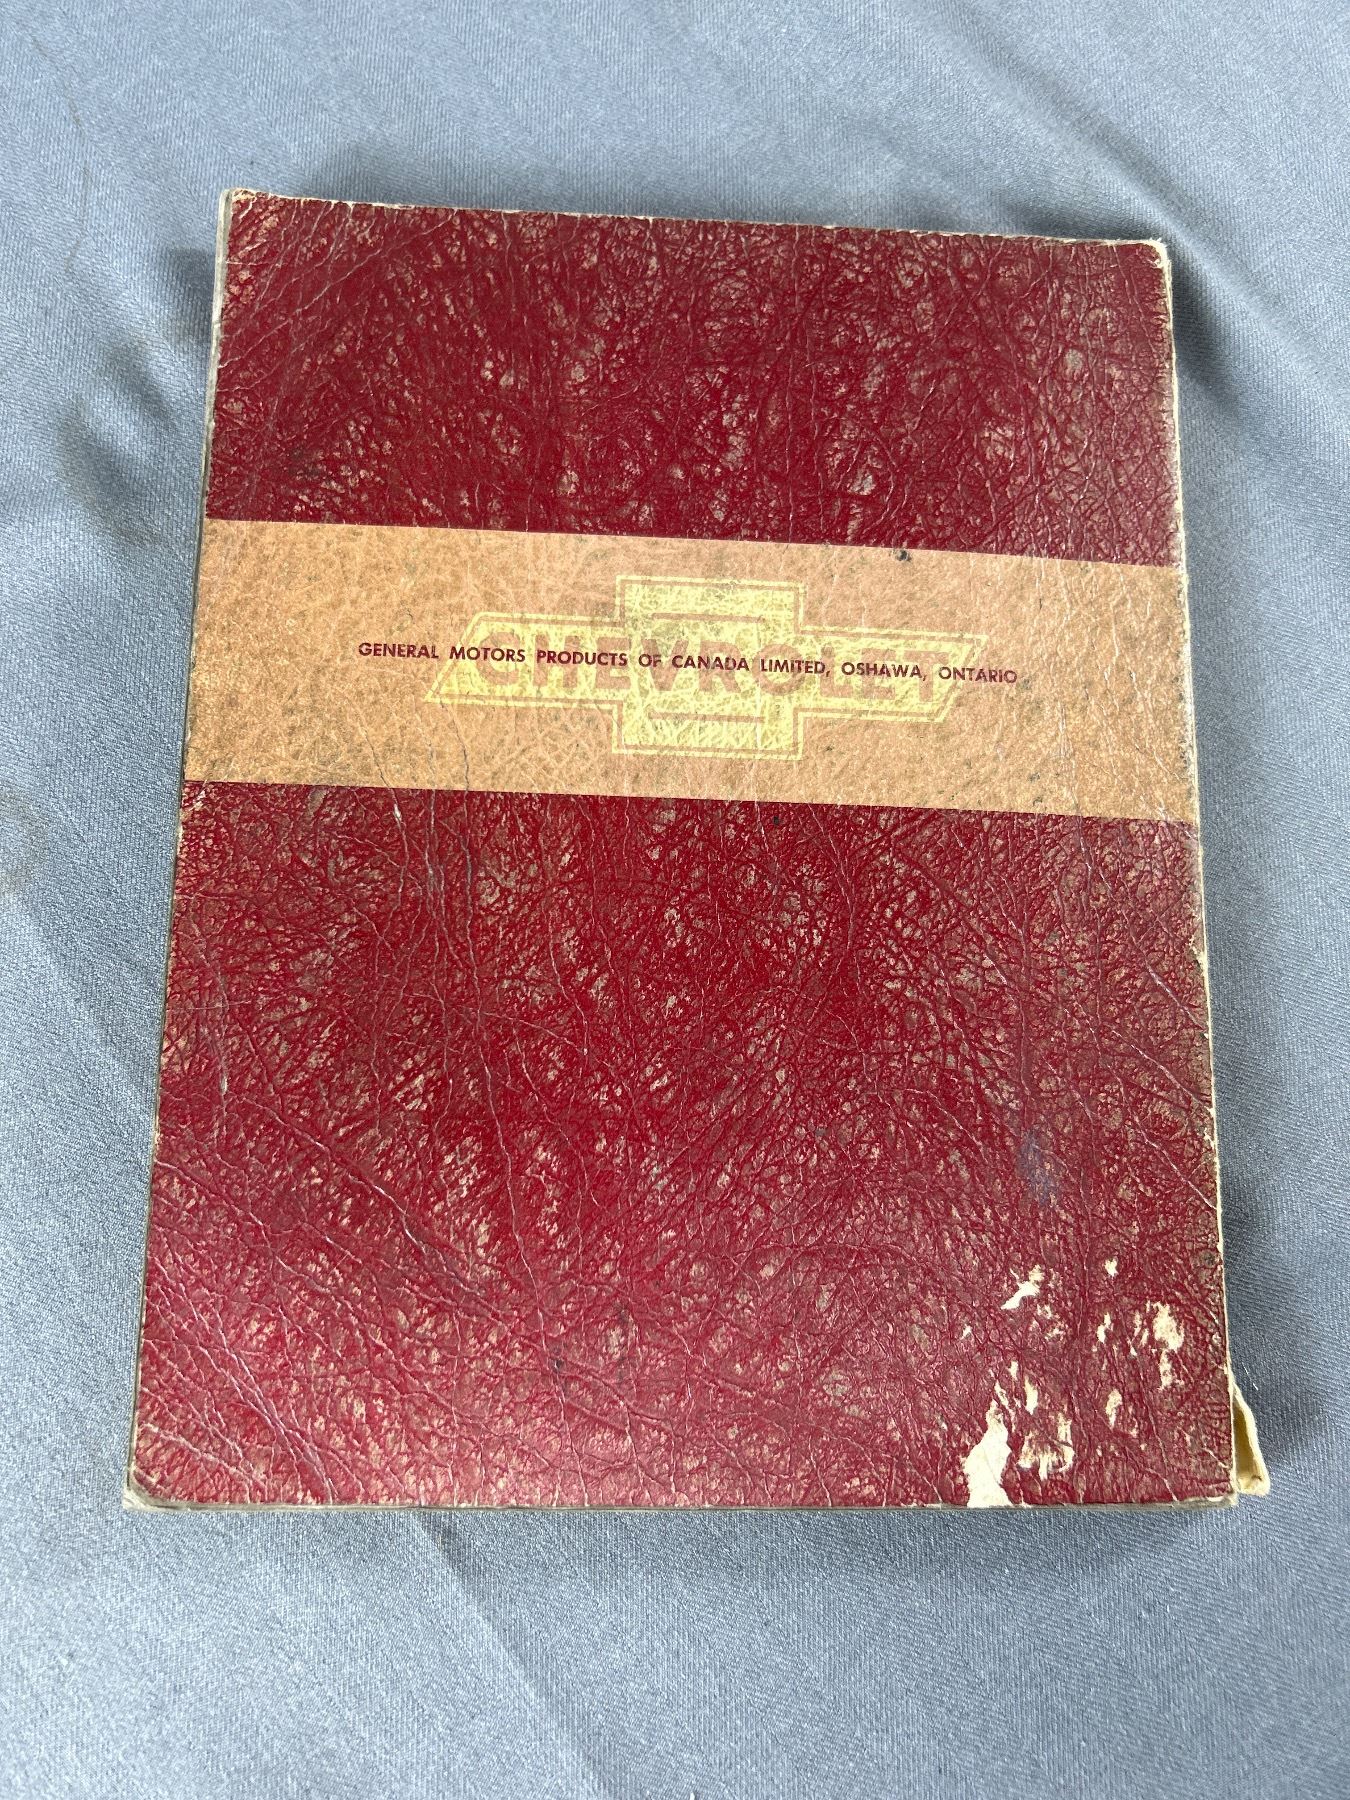 CHEVROLET
GENERAL MOTORS PRODUCTS OF CANADA LIMITED, OSHAWA, ONTARIO